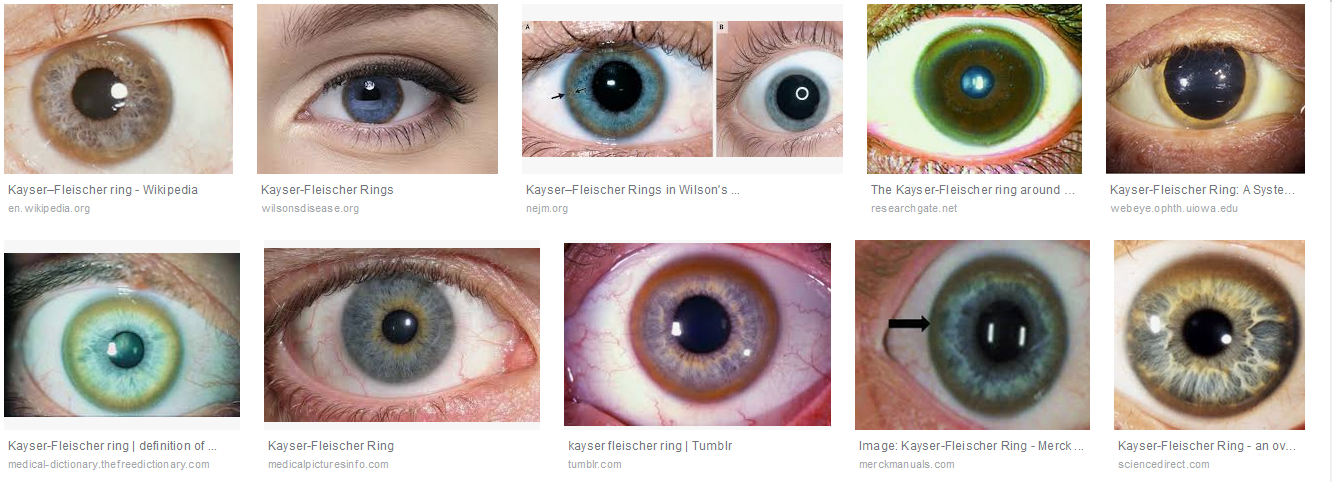 A
B
Kayser–Fleischer ring - Wikipedia
en.wikipedia.org
Kayser-Fleischer Rings
wilsonsdisease.org
Kayser–Fleischer Rings in Wilson's ...
nejm.org
The Kayser-Fleischer ring around ...
researchgate.net
Kayser-Fleischer Ring: A Syste...
webeye.ophth.uiowa.edu
Kayser-Fleischer ring | definition of ...
medical-dictionary.thefreedictionary.com
Kayser-Fleischer Ring
medicalpicturesinfo.com
kayser fleischer ring | Tumblr
tumblr.com
Image: Kayser-Fleischer Ring - Merck ...
merckmanuals.com
Kayser-Fleischer Ring - an ov...
sciencedirect.com